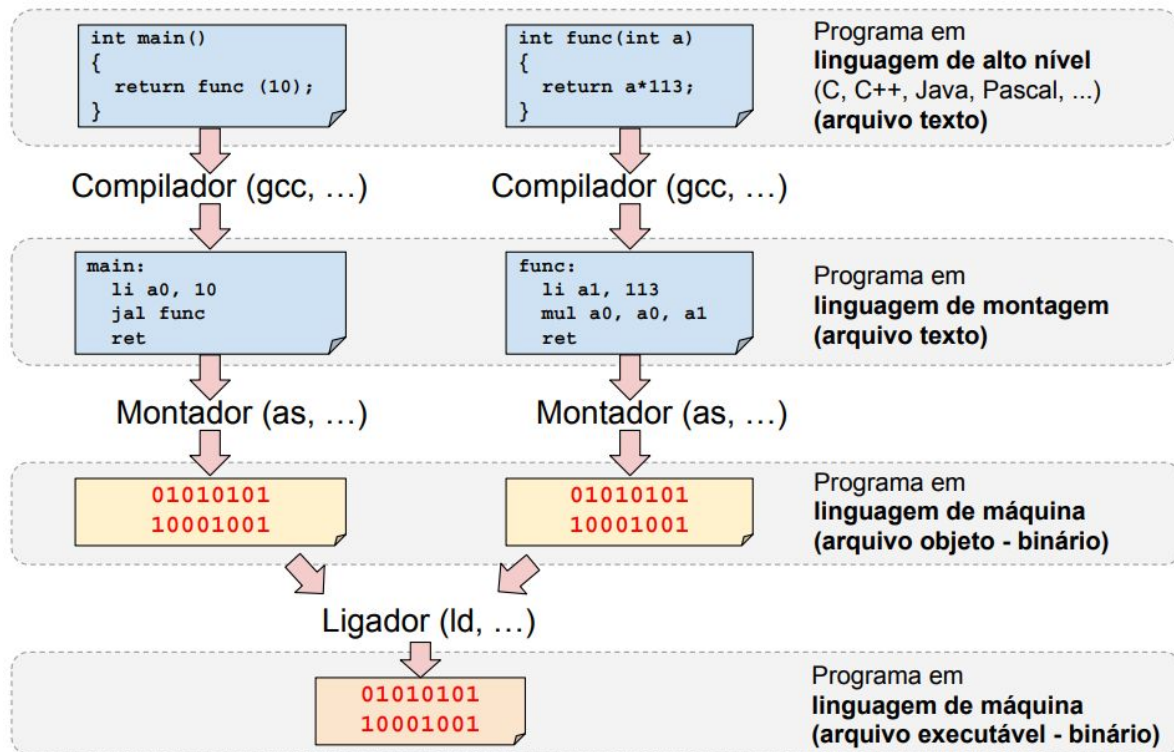 int main()
{
  return func (10);
}
int func(int a)
{
  return a*113;
}
Programa em
linguagem de alto nível
(C, C++, Java, Pascal, ...)
(arquivo texto)
Compilador (gcc, …)
Compilador (gcc, …)
main:
  li a0, 10
  jal func
  ret
func:
  li a1, 113
  mul a0, a0, a1
  ret
Programa em
linguagem de montagem
(arquivo texto)
Montador (as, …)
Montador (as, …)
01010101
10001001
01010101
10001001
Programa em
linguagem de máquina
(arquivo objeto - binário)
Ligador (ld, …)
01010101
10001001
Programa em
linguagem de máquina
(arquivo executável - binário)